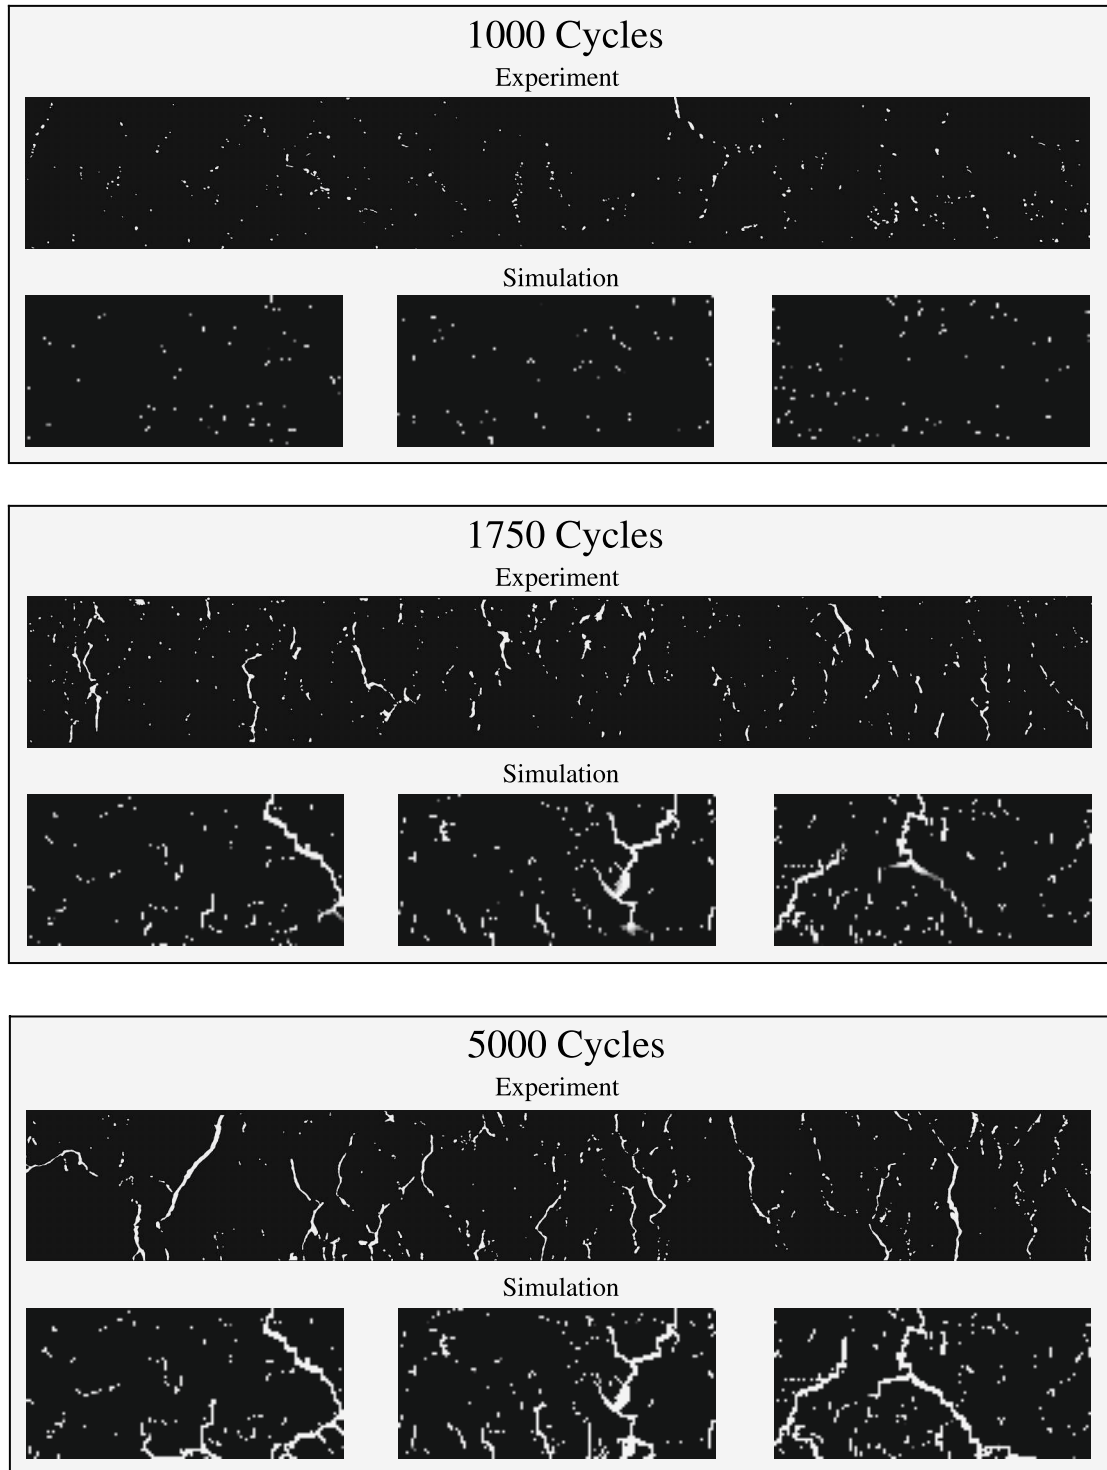 1000 Cycles
Experiment
Simulation
1750 Cycles
Experiment
Simulation
5000 Cycles
Experiment
Simulation